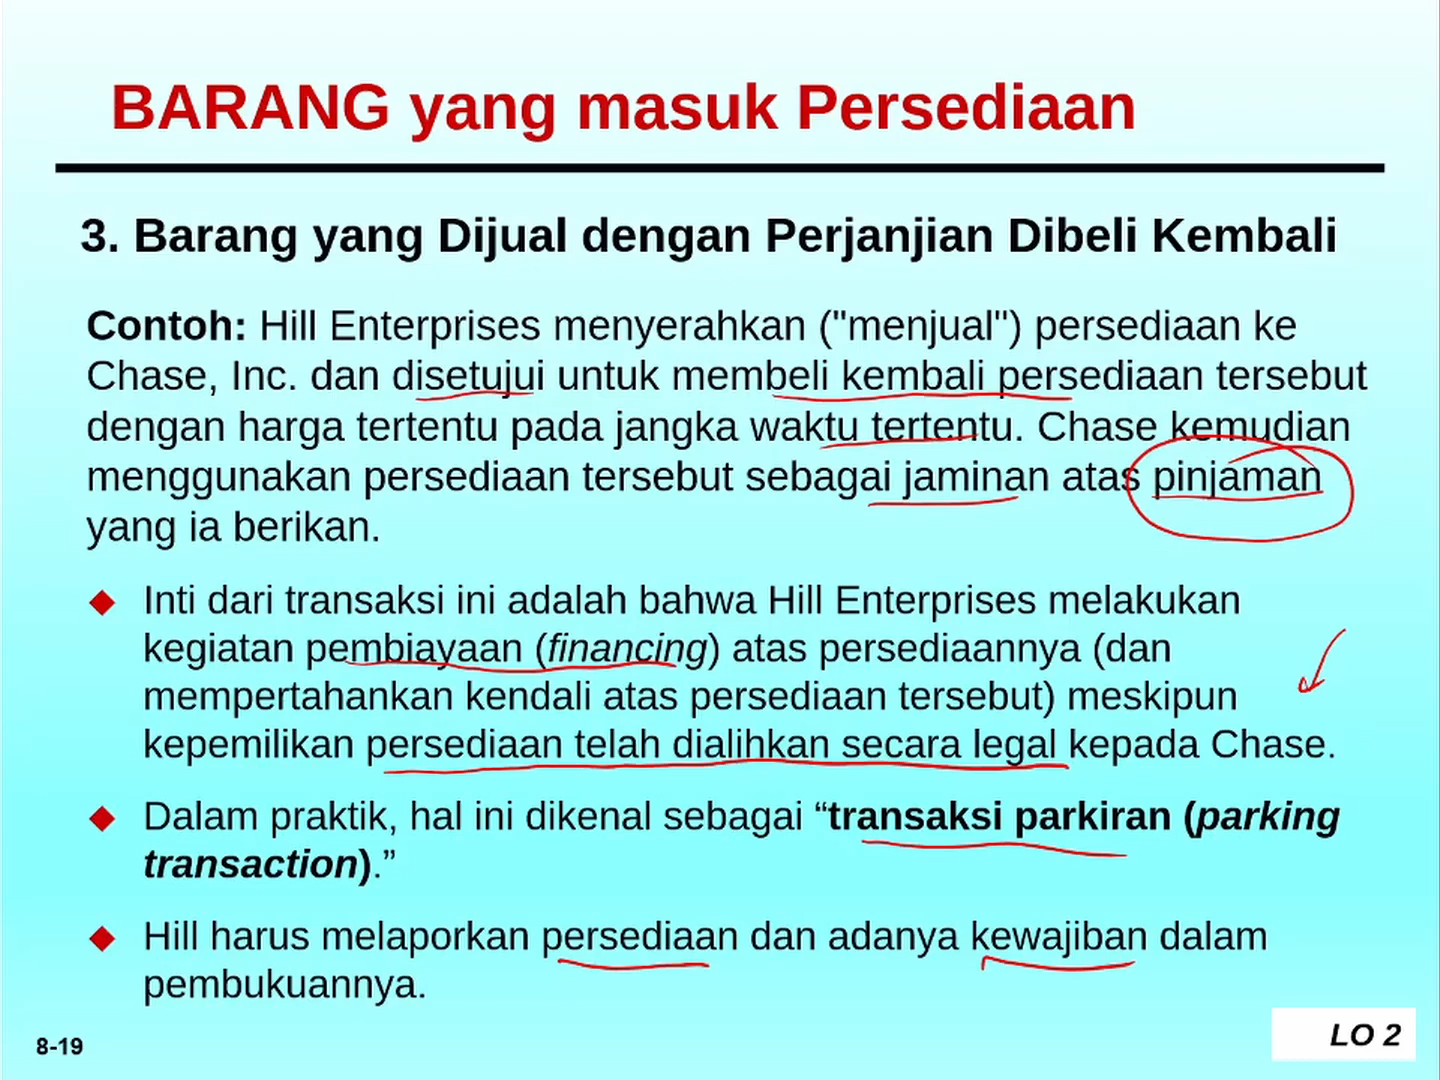 BARANG yang masuk Persediaan
3. Barang yang Dijual dengan Perjanjian Dibeli Kembali
Contoh: Hill Enterprises menyerahkan ("menjual") persediaan ke
Chase, Inc. dan disetujui untuk membeli kembali persediaan tersebut
dengan harga tertentu pada jangka waktu tertentu. Chase kemudian
menggunakan persediaan tersebut sebagai jaminan atas pinjaman
yang ia berikan.
Inti dari transaksi ini adalah bahwa Hill Enterprises melakukan
kegiatan pembiayaan (financing) atas persediaannya (dan
mempertahankan kendali atas persediaan tersebut) meskipun
kepemilikan persediaan telah dialihkan secara legal kepada Chase.
Dalam praktik, hal ini dikenal sebagai “transaksi parkiran (parking
transaction).”
Hill harus melaporkan persediaan dan adanya kewajiban dalam
pembukuannya.
8-19
LO 2